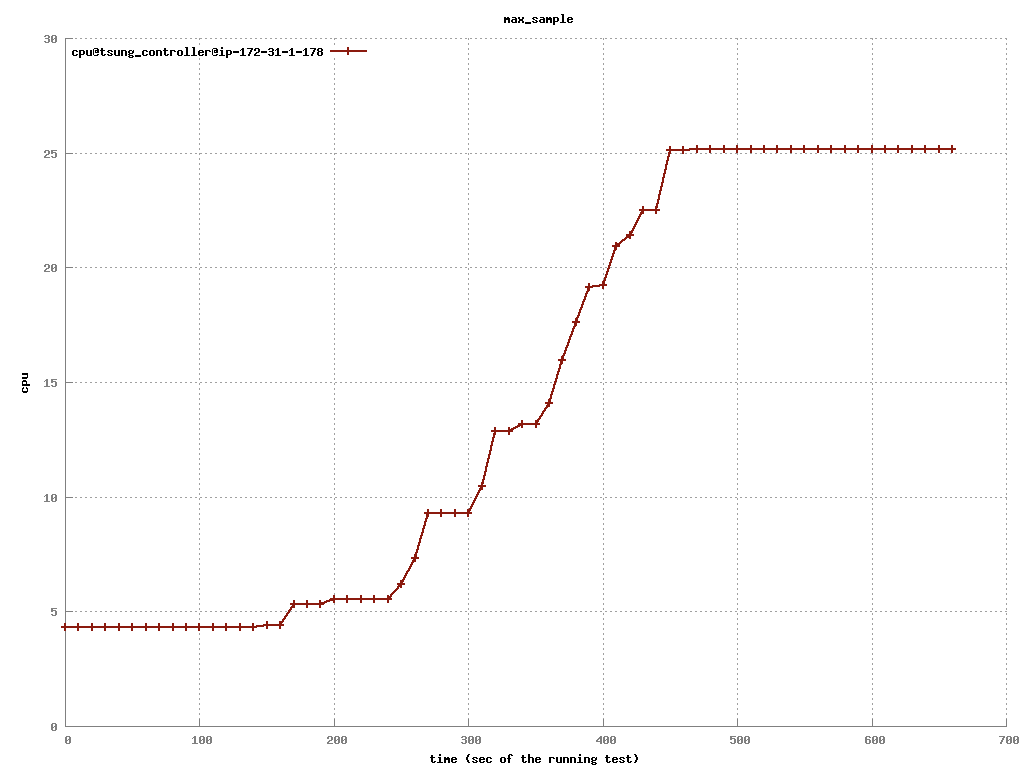 max_sample
30
cpu@tsung_controller@ip-172-31-1-178
25
20
15
cpu
10
5
0
0 100 200 300 400 500 600 700
time (sec of the running test)